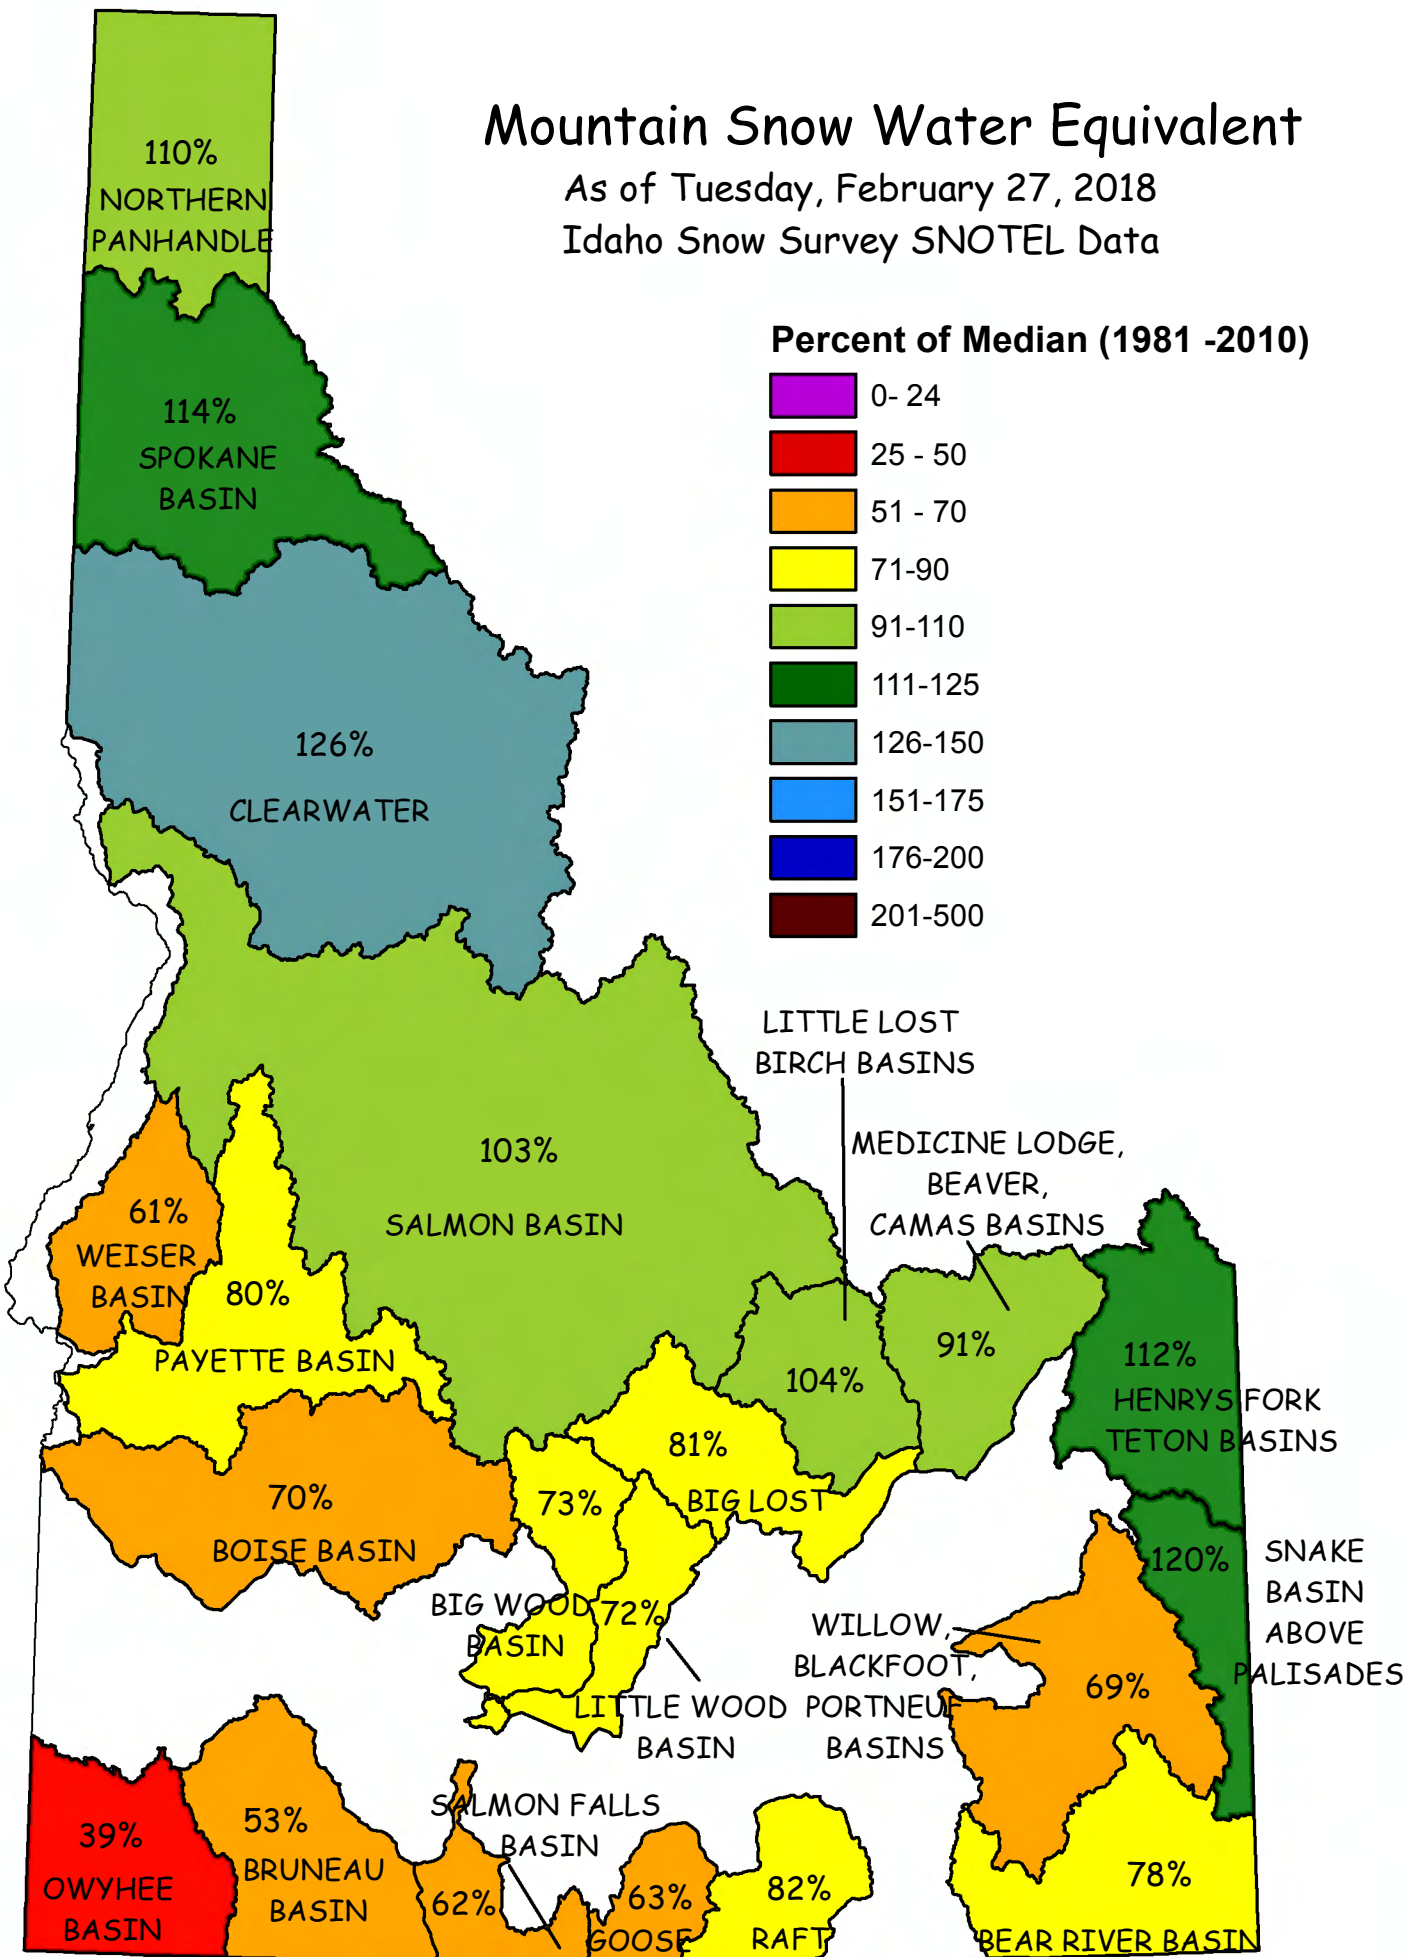 Mountain Snow Water Equivalent
As of Tuesday, February 27, 2018
Idaho Snow Survey SNOTEL Data
Percent of Median (1981 -2010)
0- 24
25 - 50
51 - 70
71-90
91-110
111-125
126-150
151-175
176-200
201-500
110%
NORTHERN
PANHANDLE
114%
SPOKANE
BASIN
126%
CLEARWATER
LITTLE LOST
BIRCH BASINS
MEDICINE LODGE,
BEAVER,
CAMAS BASINS
103%
SALMON BASIN
61%
WEISER
BASIN
80%
PAYETTE BASIN
104%
91%
112%
HENRYS FORK
TETON BASINS
81%
BIG LOST
73%
70%
BOISE BASIN
BIG WOOD
BASIN
72%
LITTLE WOOD
BASIN
120%
SNAKE
BASIN
ABOVE
PALISADES
WILLOW,
BLACKFOOT,
PORTNEUF
BASINS
69%
39%
OWYHEE
BASIN
53%
BRUNEAU
BASIN
SALMON FALLS
BASIN
62%
63%
GOOSE
82%
RAFT
78%
BEAR RIVER BASIN